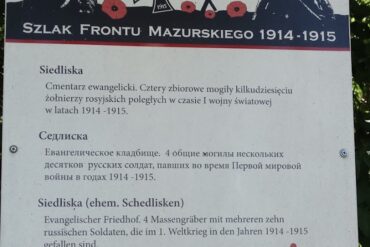 1915
SZLAK FRONTU MAZURSKIEGO 1914-1915
Siedliska
Cmentarz ewangelicki. Cztery zbiorowe mogiły kilkudziesięciu
żołnierzy rosyjskich poległych w czasie I wojny światowej
w latach 1914 -1915.
Седлиска
Евангелическое кладбище. 4 общие могилы нескольких
десятков русских солдат, павших во время Первой мировой
войны в годах 1914 -1915.
Siedliska (ehem. Schedlisken)
Evangelischer Friedhof. 4 Massengräber mit mehreren zehn
russischen Soldaten, die im 1. Weltkrieg in den Jahren 1914 -1915
gefallen sind.